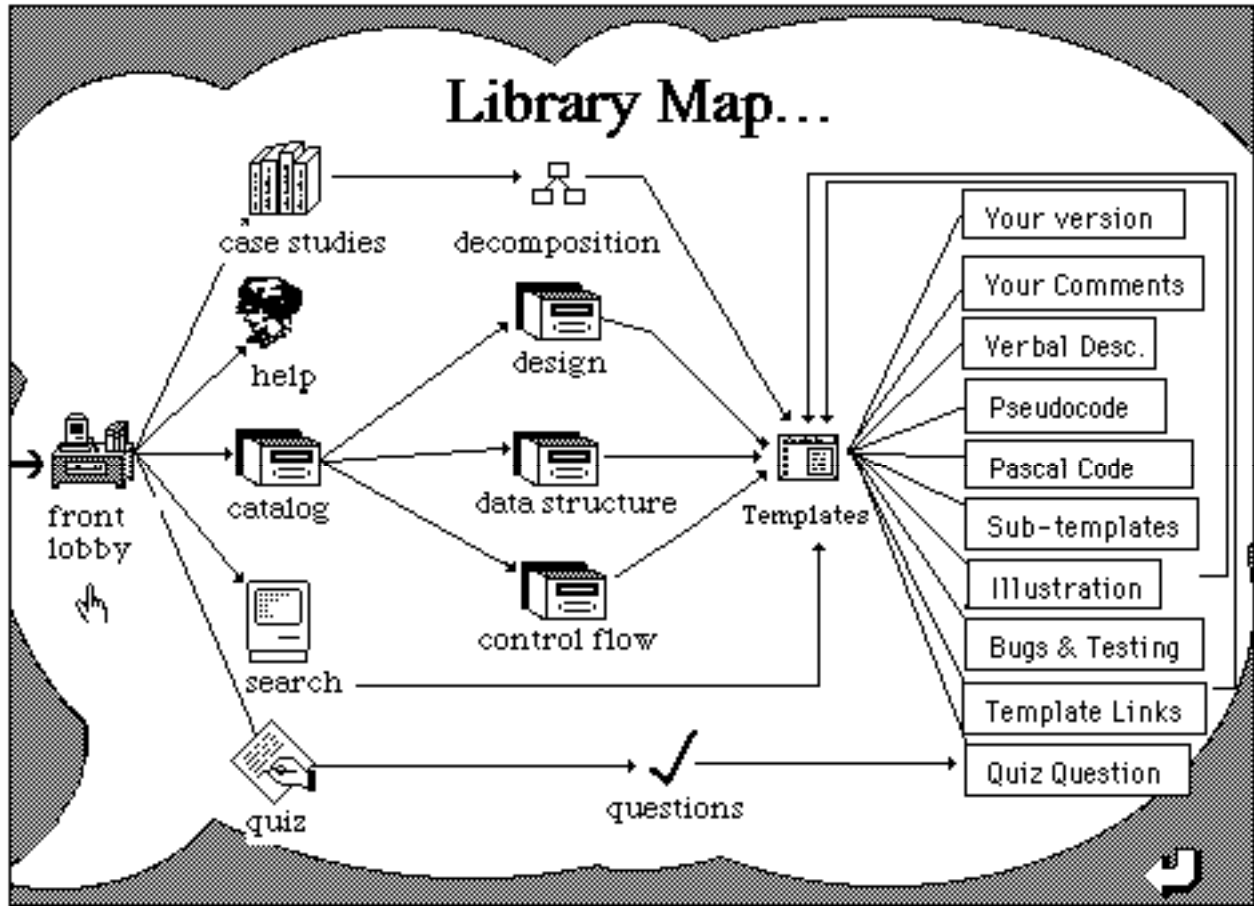 Library Map...
case studies
decomposition
Your version
Your Comments
help
design
Verbal Desc.
Pseudocode
front
lobby
catalog
data structure
Templates
Pascal Code
Sub-templates
Illustration
search
control flow
Bugs & Testing
Template Links
quiz
questions
Quiz Question